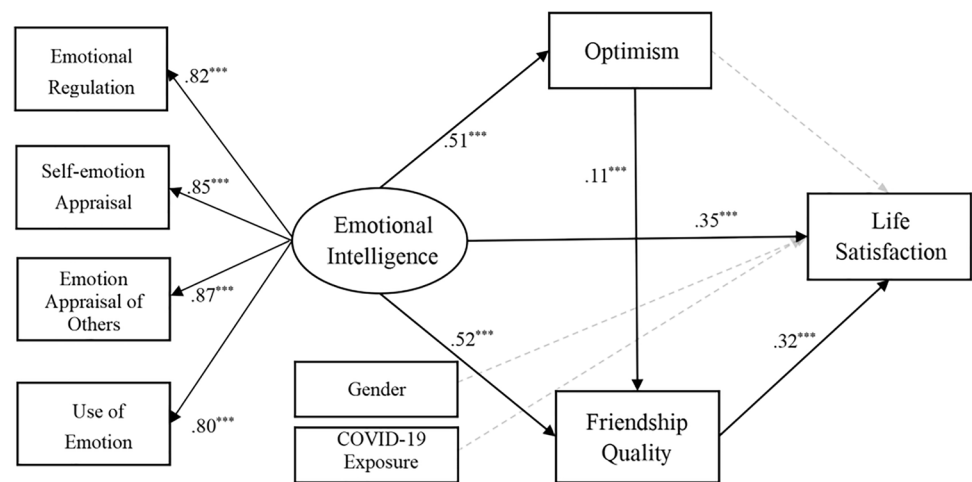 Emotional
Regulation
.82***
Self-emotion
Appraisal
.85***
Emotion
Appraisal of
Others
.87***
Use of
Emotion
.80***
Emotional
Intelligence
.51***
Optimism
.11***
.35***
Life
Satisfaction
.52***
Gender
COVID-19
Exposure
Friendship
Quality
.32***